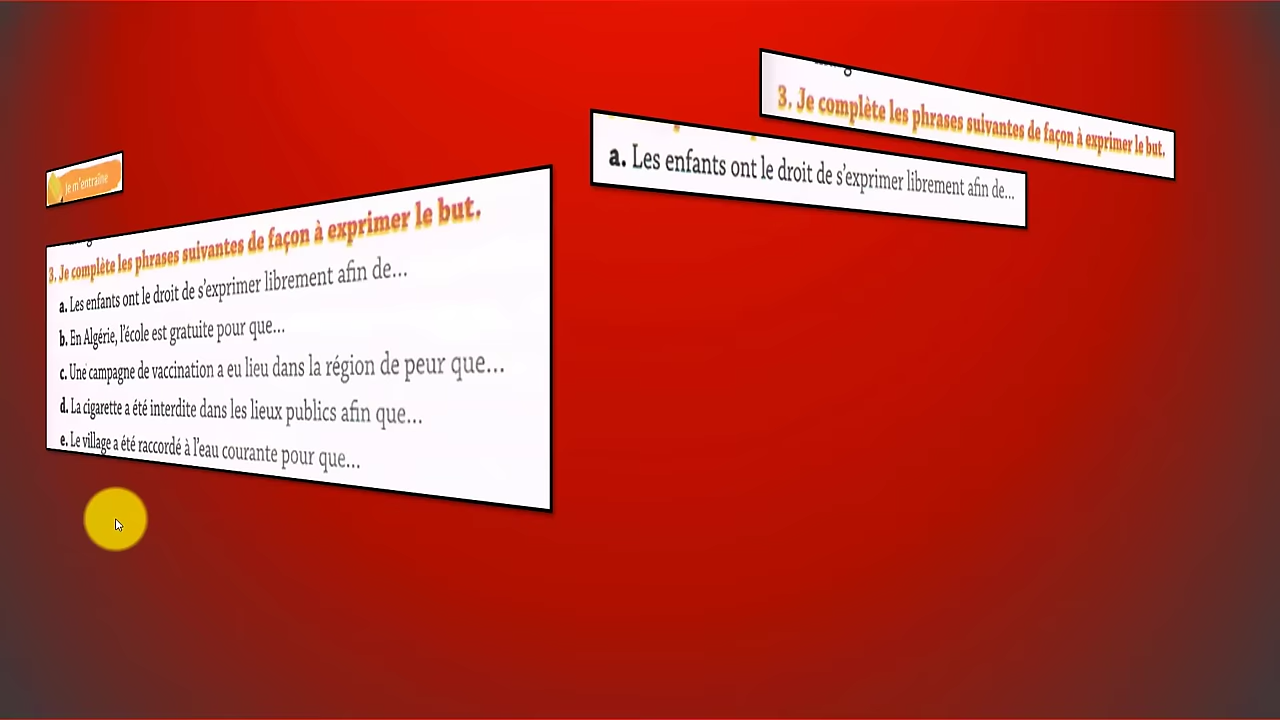 Je m'entraîne
3. Je complète les phrases suivantes de façon à exprimer le but.
a. Les enfants ont le droit de s'exprimer librement afin de...
b. En Algérie, l'école est gratuite pour que...
c. Une campagne de vaccination a eu lieu dans la région de peur que...
d. La cigarette a été interdite dans les lieux publics afin que...
e. Le village a été raccordé à l'eau courante pour que...
3. Je complète les phrases suivantes de façon à exprimer le but.
a. Les enfants ont le droit de s'exprimer librement afin de...